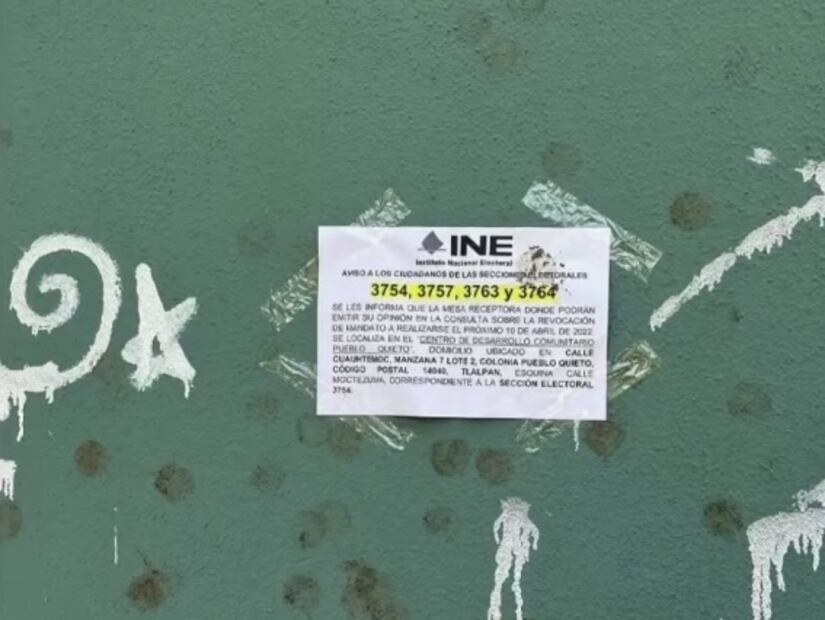 INE
Instituto Nacional Electoral
AVISO A LOS CIUDADANOS DE LAS SECCIONES ELECTORALES
3754, 3757, 3763 y 3764
SE LES INFORMA QUE LA MESA RECEPTORA DONDE PODRÁN
EMITIR SU OPINIÓN EN LA CONSULTA SOBRE LA REVOCACIÓN
DE MANDATO A REALIZARSE EL PRÓXIMO 10 DE ABRIL DE 2022
SE LOCALIZA EN EL "CENTRO DE DESARROLLO COMUNITARIO
PUEBLO QUIETO", DOMICILIO UBICADO EN CALLE
CUAUHTEMOC, MANZANA 7 LOTE 2, COLONIA PUEBLO QUIETO,
CÓDIGO POSTAL 14040, TLALPAN, ESQUINA CALLE
MOCTEZUMA, CORRESPONDIENTE A LA SECCIÓN ELECTORAL
3754.